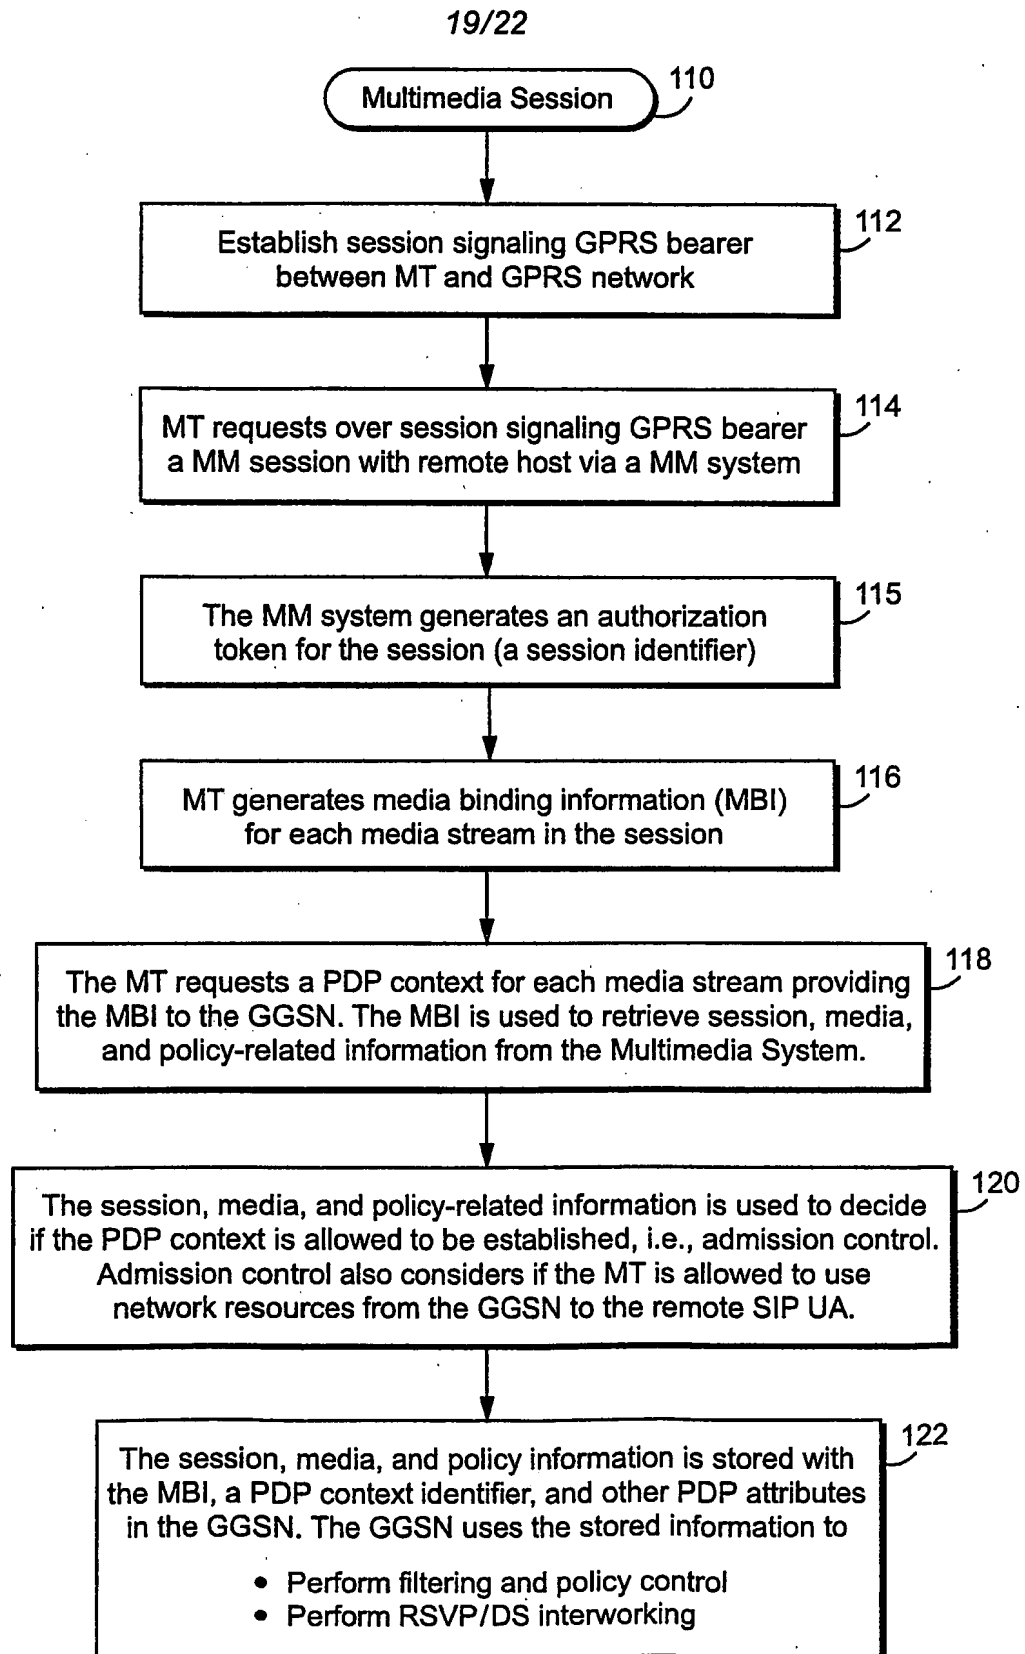 19/22
Multimedia Session
110
112
Establish session signaling GPRS bearer
between MT and GPRS network
114
MT requests over session signaling GPRS bearer
a MM session with remote host via a MM system
115
The MM system generates an authorization
token for the session (a session identifier)
116
MT generates media binding information (MBI)
for each media stream in the session
118
The MT requests a PDP context for each media stream providing
the MBI to the GGSN. The MBI is used to retrieve session, media,
and policy-related information from the Multimedia System.
120
The session, media, and policy-related information is used to decide
if the PDP context is allowed to be established, i.e., admission control.
Admission control also considers if the MT is allowed to use
network resources from the GGSN to the remote SIP UA.
122
The session, media, and policy information is stored with
the MBI, a PDP context identifier, and other PDP attributes
in the GGSN. The GGSN uses the stored information to
• Perform filtering and policy control
• Perform RSVP/DS interworking